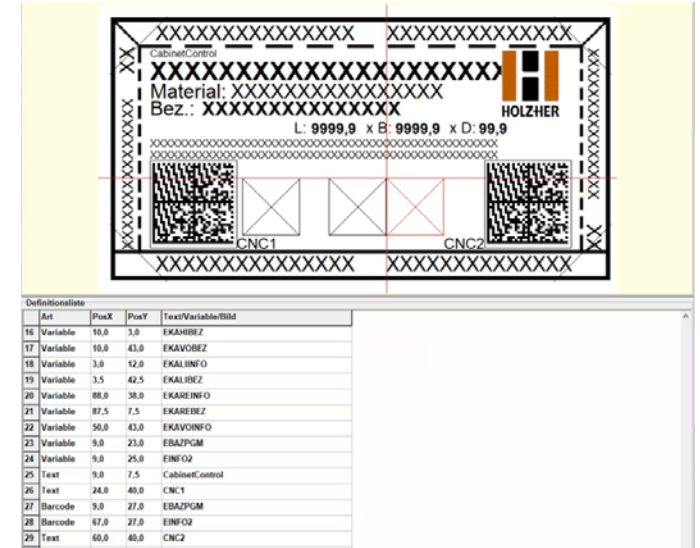 XXXXXXXXXXXXXXXXX XXXXXXXXXXXXXXXX
CabinetControl
XXXXXXXXXXXXXXXXXXXXXXX
Material: XXXXXXXXXXXXXXXX
Bez.: XXXXXXXXXXXXXXX
HOLZHER
L: 9999,9 x B: 9999,9 x D: 99,9
CNC1 CNC2
XXXXXXXXXXXXXXXXX XXXXXXXXXXXXXXXX
Definitionsliste
Art PosX PosY Text/Variable/Bild
16 Variable 10,0 3,0 EKAHIBEZ
17 Variable 10,0 43,0 EKAVOBEZ
18 Variable 3,0 12,0 EKALIINFO
19 Variable 3,5 42,5 EKALIBEZ
20 Variable 88,0 38,0 EKAREINFO
21 Variable 87,5 7,5 EKAREBEZ
22 Variable 50,0 43,0 EKAVOINFO
23 Variable 9,0 23,0 EBAZPGM
24 Variable 9,0 25,0 EINFO2
25 Text 9,0 7,5 CabinetControl
26 Text 24,0 40,0 CNC1
27 Barcode 9,0 27,0 EBAZPGM
28 Barcode 67,0 27,0 EINFO2
29 Text 60,0 40,0 CNC2